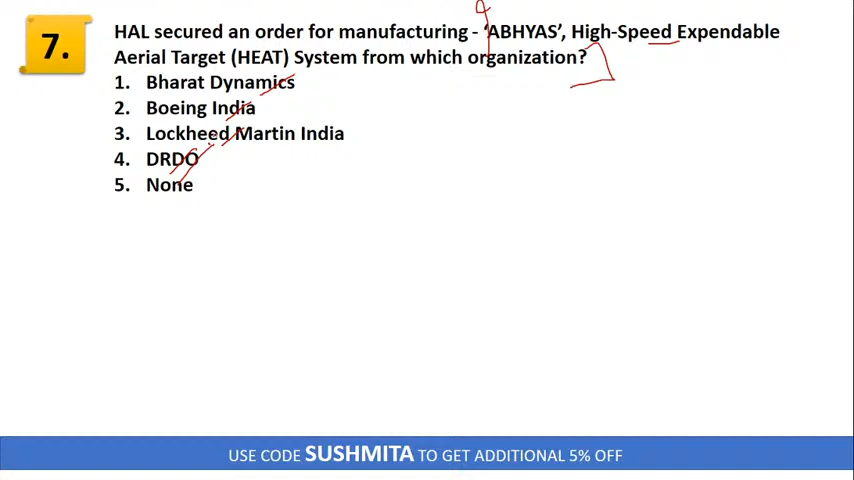 7.
HAL secured an order for manufacturing - ‘ABHYAS’, High-Speed Expendable
Aerial Target (HEAT) System from which organization?
1. Bharat Dynamics
2. Boeing India
3. Lockheed Martin India
4. DRDO
5. None
USE CODE SUSHMITA TO GET ADDITIONAL 5% OFF